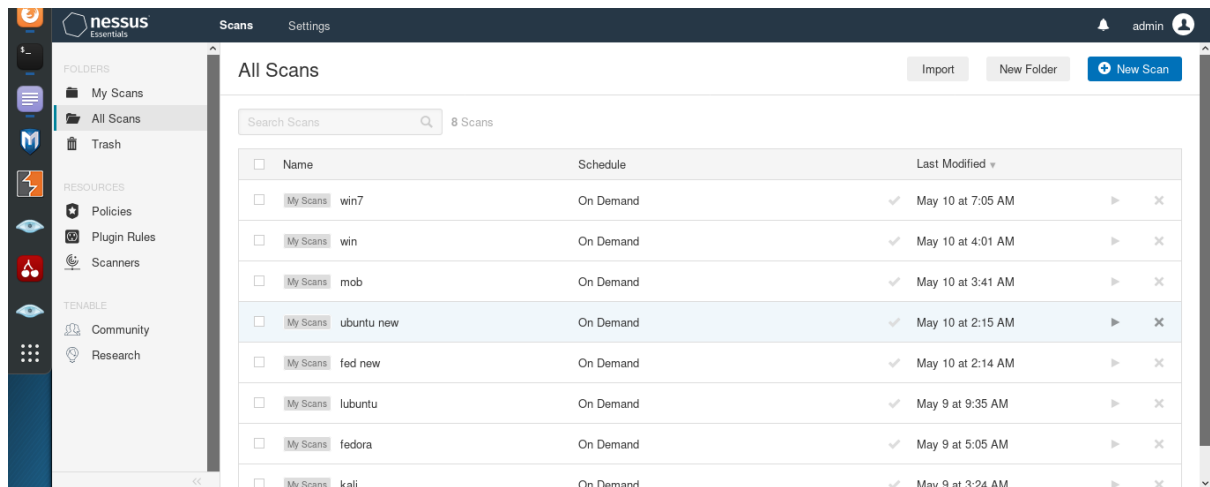 nessus
Essentials
Scans Settings
admin
FOLDERS
My Scans
All Scans
Trash
RESOURCES
Policies
Plugin Rules
Scanners
TENABLE
Community
Research
All Scans
Import New Folder New Scan
Search Scans 8 Scans
Name Schedule Last Modified
My Scans win7 On Demand May 10 at 7:05 AM
My Scans win On Demand May 10 at 4:01 AM
My Scans mob On Demand May 10 at 3:41 AM
My Scans ubuntu new On Demand May 10 at 2:15 AM
My Scans fed new On Demand May 10 at 2:14 AM
My Scans lubuntu On Demand May 9 at 9:35 AM
My Scans fedora On Demand May 9 at 5:05 AM
My Scans kali On Demand May 9 at 3:24 AM